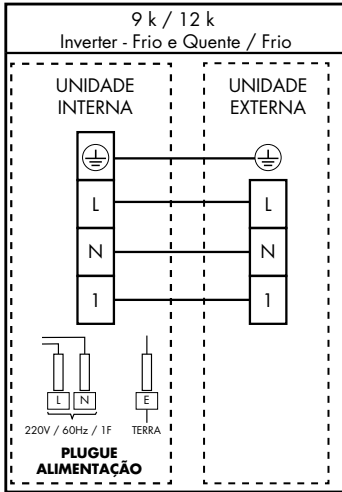 9 k / 12 k
Inverter - Frio e Quente / Frio
UNIDADE
INTERNA
UNIDADE
EXTERNA
L
L
N
N
1
1
L
N
E
220V / 60Hz / 1F
TERRA
PLUGUE
ALIMENTAÇÃO